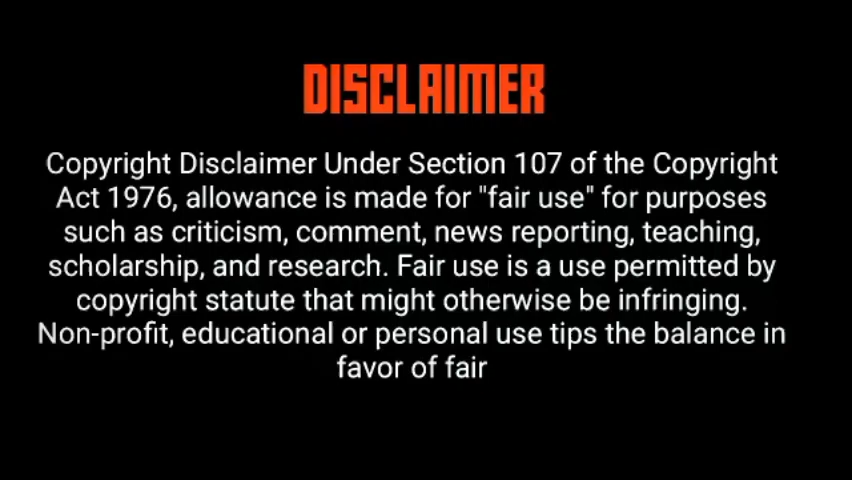 DISCLAIMER
Copyright Disclaimer Under Section 107 of the Copyright
Act 1976, allowance is made for "fair use" for purposes
such as criticism, comment, news reporting, teaching,
scholarship, and research. Fair use is a use permitted by
copyright statute that might otherwise be infringing.
Non-profit, educational or personal use tips the balance in
favor of fair